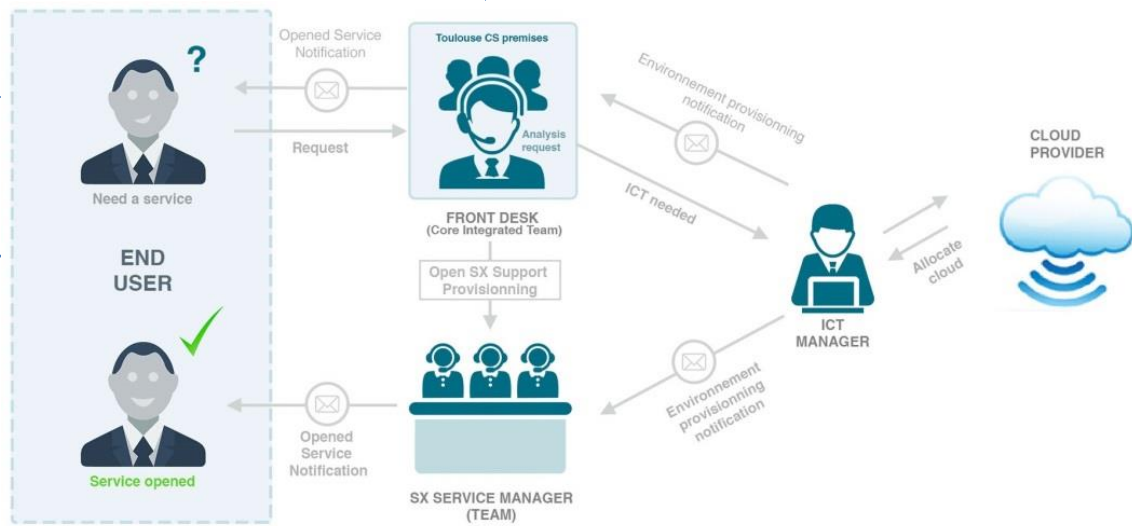 Opened Service
Notification
?
Need a service
Request
Toulouse CS premises
Analysis
request
FRONT DESK
(Core Integrated Team)
Environnement provisionning
notification
ICT needed
CLOUD
PROVIDER
Allocate
cloud
ICT
MANAGER
END
USER
Open SX Support
Provisionning
Environnement
provisionning
notification
Service opened
Opened
Service
Notification
SX SERVICE MANAGER
(TEAM)